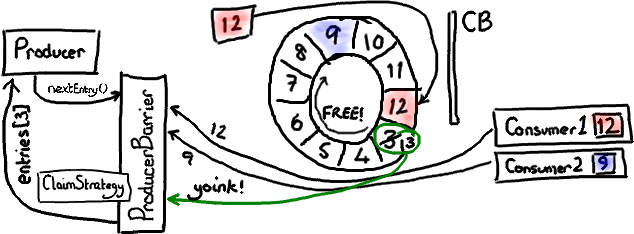 12
CB
Producer
nextEntry()
entries[3]
ProducerBarrier
ClaimStrategy
9
10
11
12
3 13
4
5
6
7
8
FREE!
12
9
yoink!
Consumer1 12
Consumer2 9